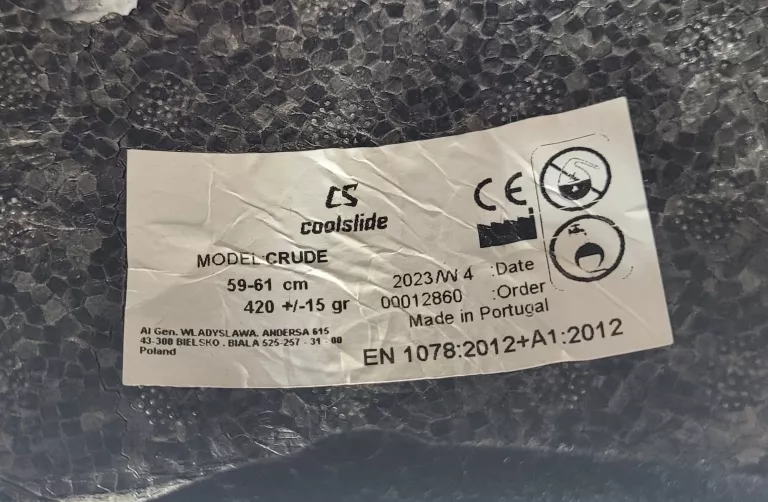 CS
coolslide
MODEL:CRUDE
59-61 cm
420 +/-15 gr
Al Gen. WLADYSLAWA. ANDERSA 615
43-300 BIELSKO . BIALA 525-257 - 31 - 00
Poland
CE
2023/W 4 :Date
00012860 :Order
Made in Portugal
EN 1078:2012+A1:2012